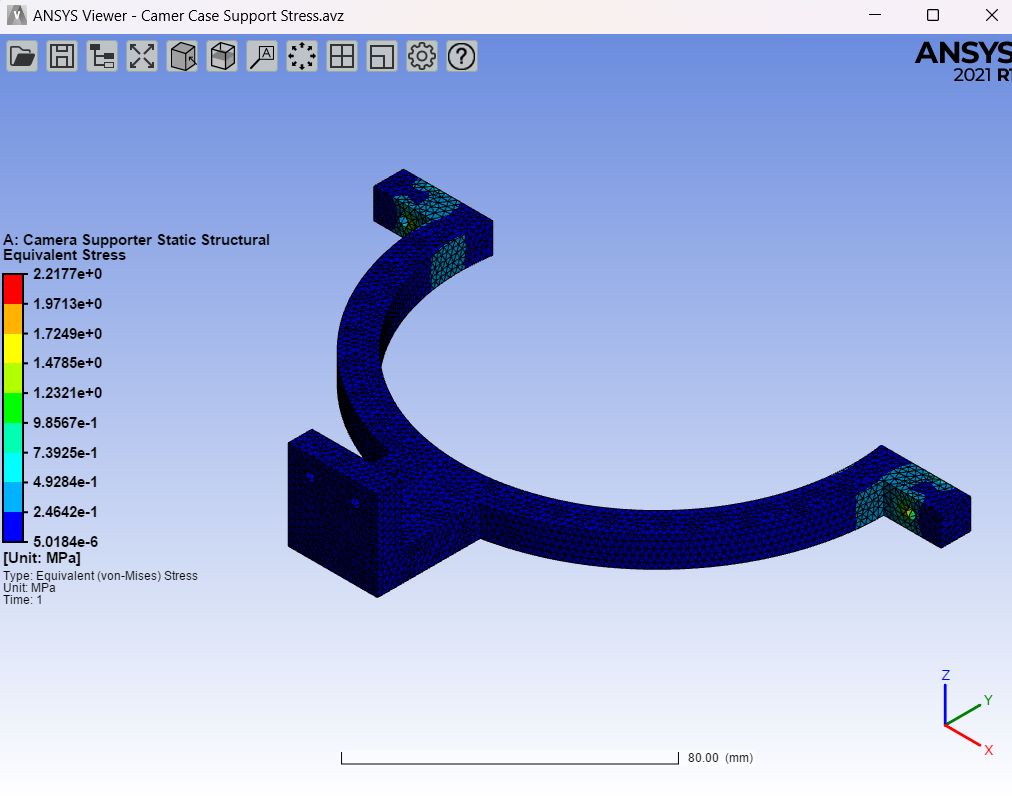 ANSYS Viewer - Camer Case Support Stress.avz
A
ANSYS
2021 R1
A: Camera Supporter Static Structural
Equivalent Stress
2.2177e+0
1.9713e+0
1.7249e+0
1.4785e+0
1.2321e+0
9.8567e-1
7.3925e-1
4.9284e-1
2.4642e-1
5.0184e-6
[Unit: MPa]
Type: Equivalent (von-Mises) Stress
Unit: MPa
Time: 1
Z
Y
X
80.00 (mm)